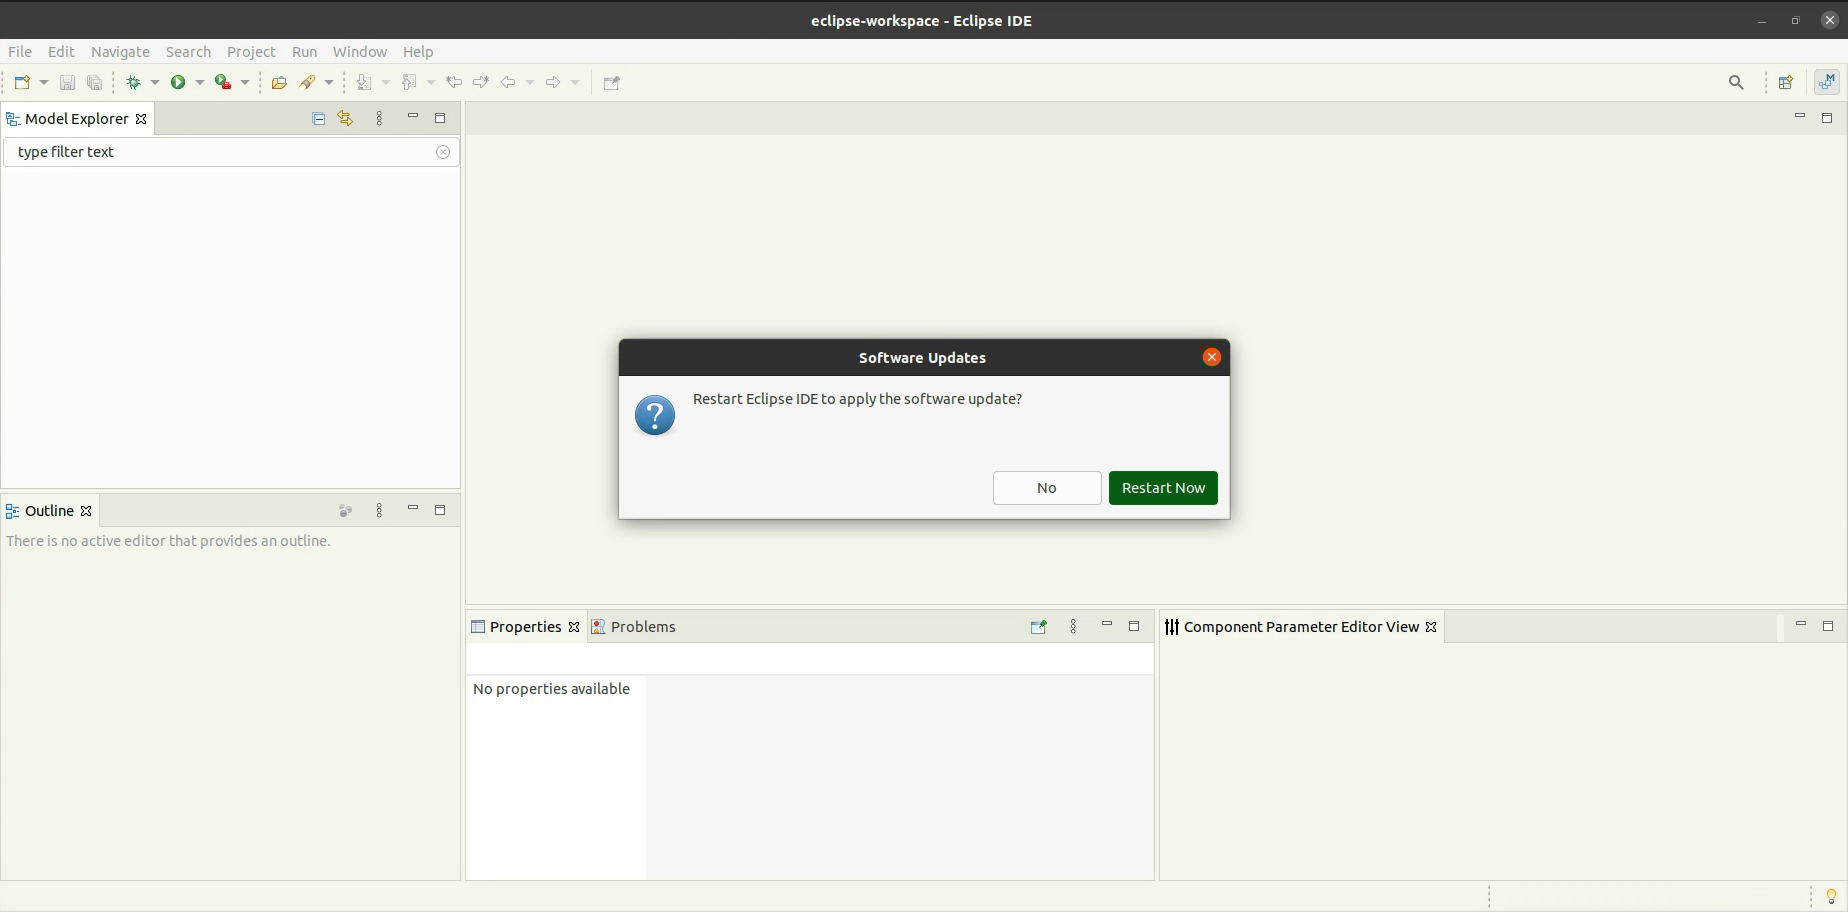 eclipse-workspace - Eclipse IDE
File Edit Navigate Search Project Run Window Help
Model Explorer
type filter text
Software Updates
Restart Eclipse IDE to apply the software update?
No Restart Now
Outline
There is no active editor that provides an outline.
Properties Problems
No properties available
Component Parameter Editor View